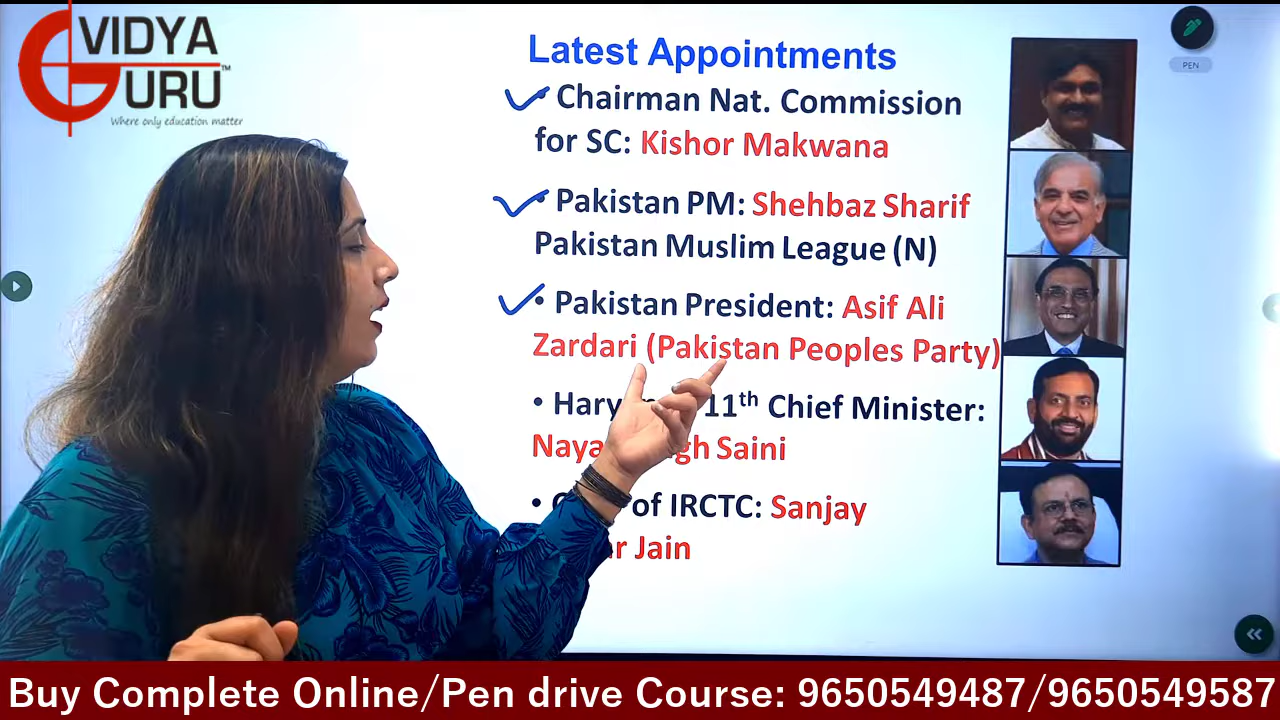 VIDYA
GURU™
Where only education matter
PEN
Latest Appointments
• Chairman Nat. Commission
for SC: Kishor Makwana
• Pakistan PM: Shehbaz Sharif
Pakistan Muslim League (N)
• Pakistan President: Asif Ali
Zardari (Pakistan Peoples Party)
• 11th Chief Minister:
Saini
• of IRCTC: Sanjay
Jain
Buy Complete Online/Pen drive Course: 9650549487/9650549587